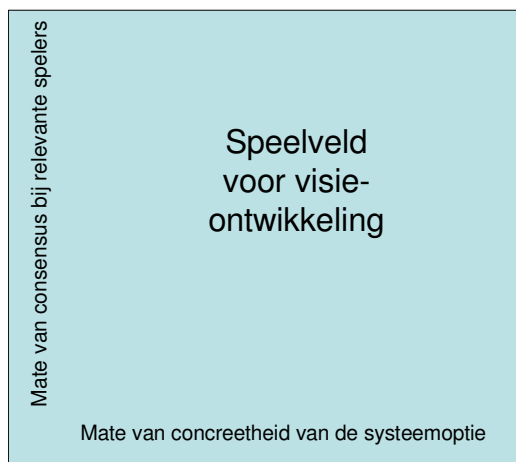 Mate van consensus bij relevante spelers
Speelveld
voor visie-
ontwikkeling
Mate van concreetheid van de systeemoptie